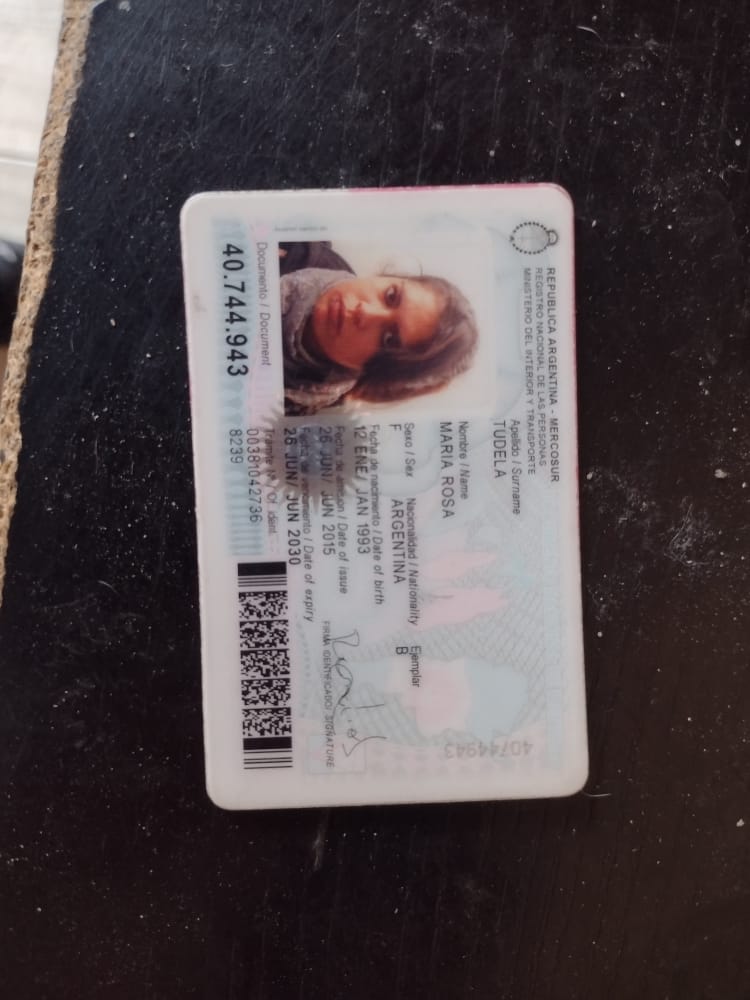 REPUBLICA ARGENTINA - MERCOSUR
REGISTRO NACIONAL DE LAS PERSONAS
MINISTERIO DEL INTERIOR Y TRANSPORTE
Apellido / Surname
TUDELA
Nombre / Name
MARIA ROSA
Sexo / Sex Nacionalidad / Nationality Ejemplar
F ARGENTINA B
Fecha de nacimiento / Date of birth
12 ENE/ JAN 1993
Fecha de emisión / Date of issue
26 JUN/ JUN 2015
Fecha de vencimiento / Date of expiry
26 JUN/ JUN 2030
FIRMA IDENTIFICADO/ SIGNATURE
Trámite Nº / Of. ident.
00381042736
8239
Documento / Document
40.744.943
40744943